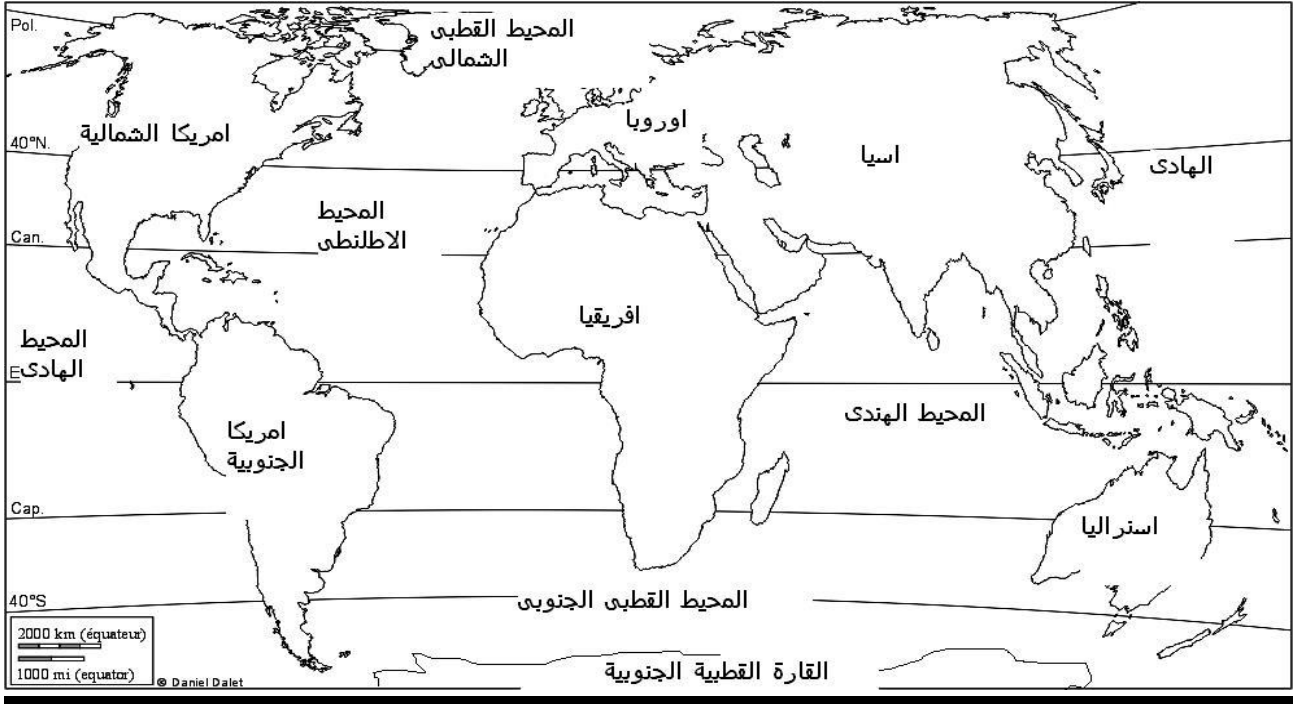 Pol.
المحيط القطبى
الشمالى
امريكا الشمالية
اوروبا
اسيا
الهادى
40°N.
المحيط
الاطلنطى
Can.
افريقيا
المحيط
الهادى
E
المحيط الهندى
امريكا
الجنوبية
Cap.
استراليا
40°S
المحيط القطبى الجنوبى
القارة القطبية الجنوبية
2000 km (équateur)
1000 mi (equator)
© Daniel Dalet